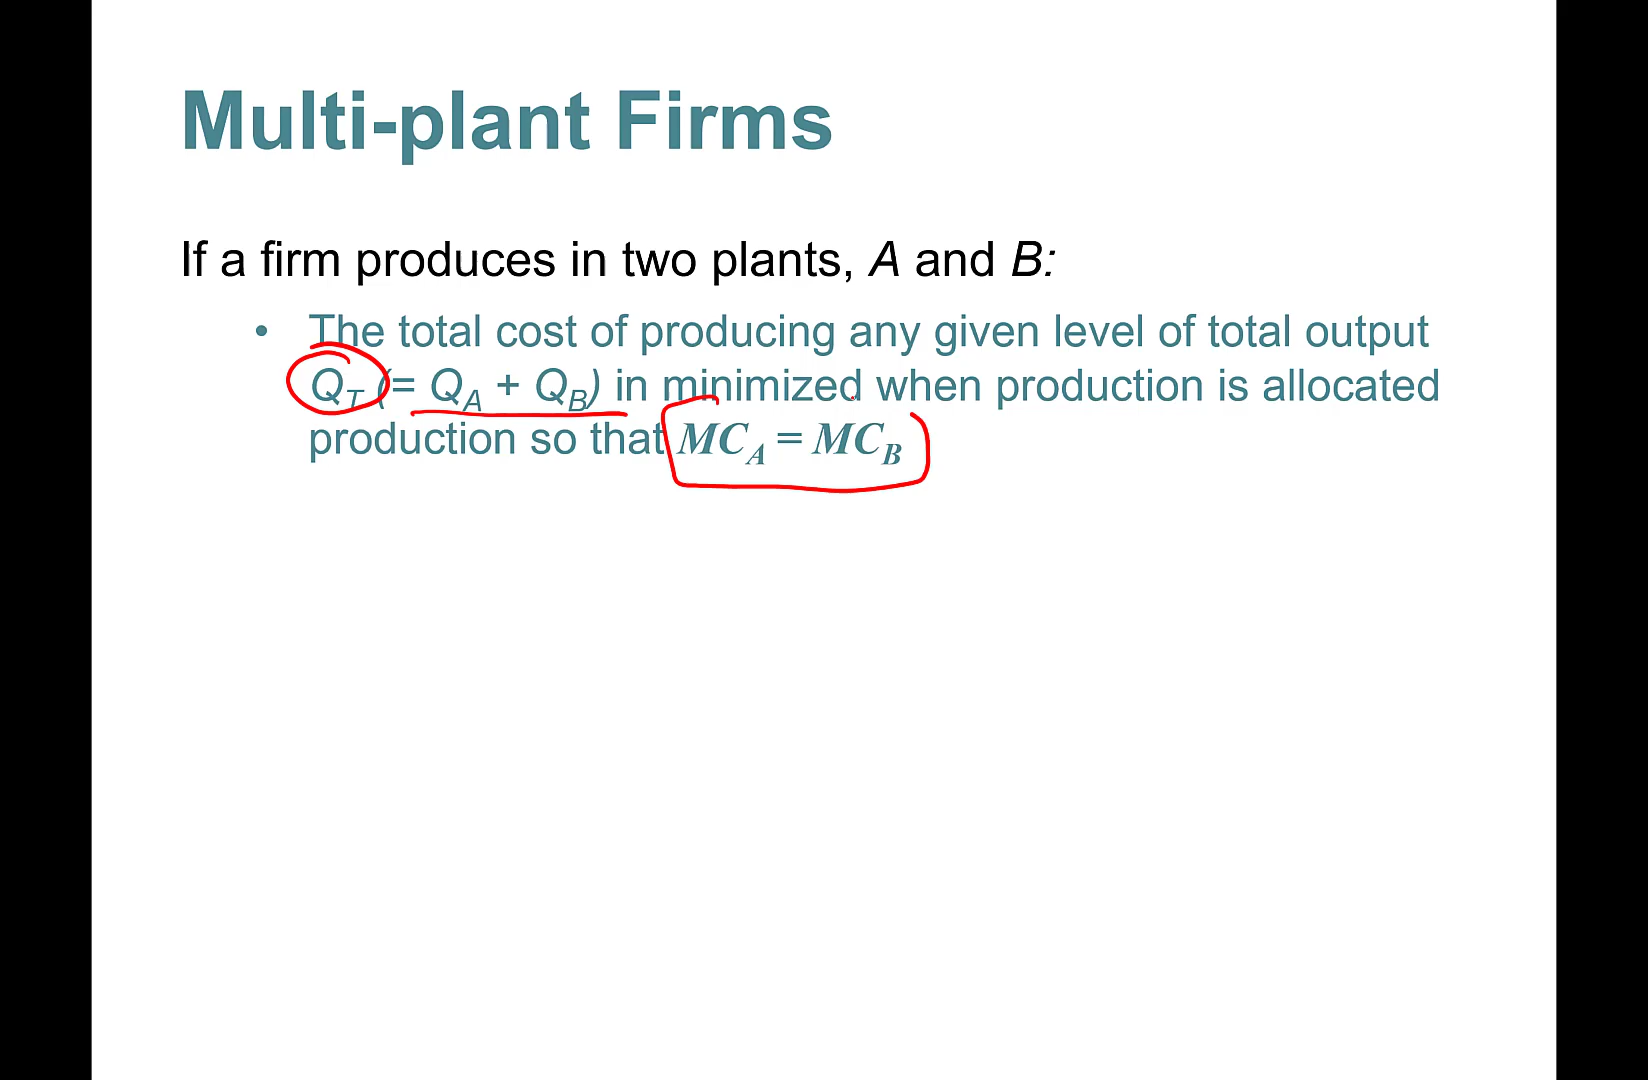 Multi-plant Firms
If a firm produces in two plants, A and B:
• The total cost of producing any given level of total output
Q_T (= Q_A + Q_B) in minimized when production is allocated
production so that MC_A = MC_B